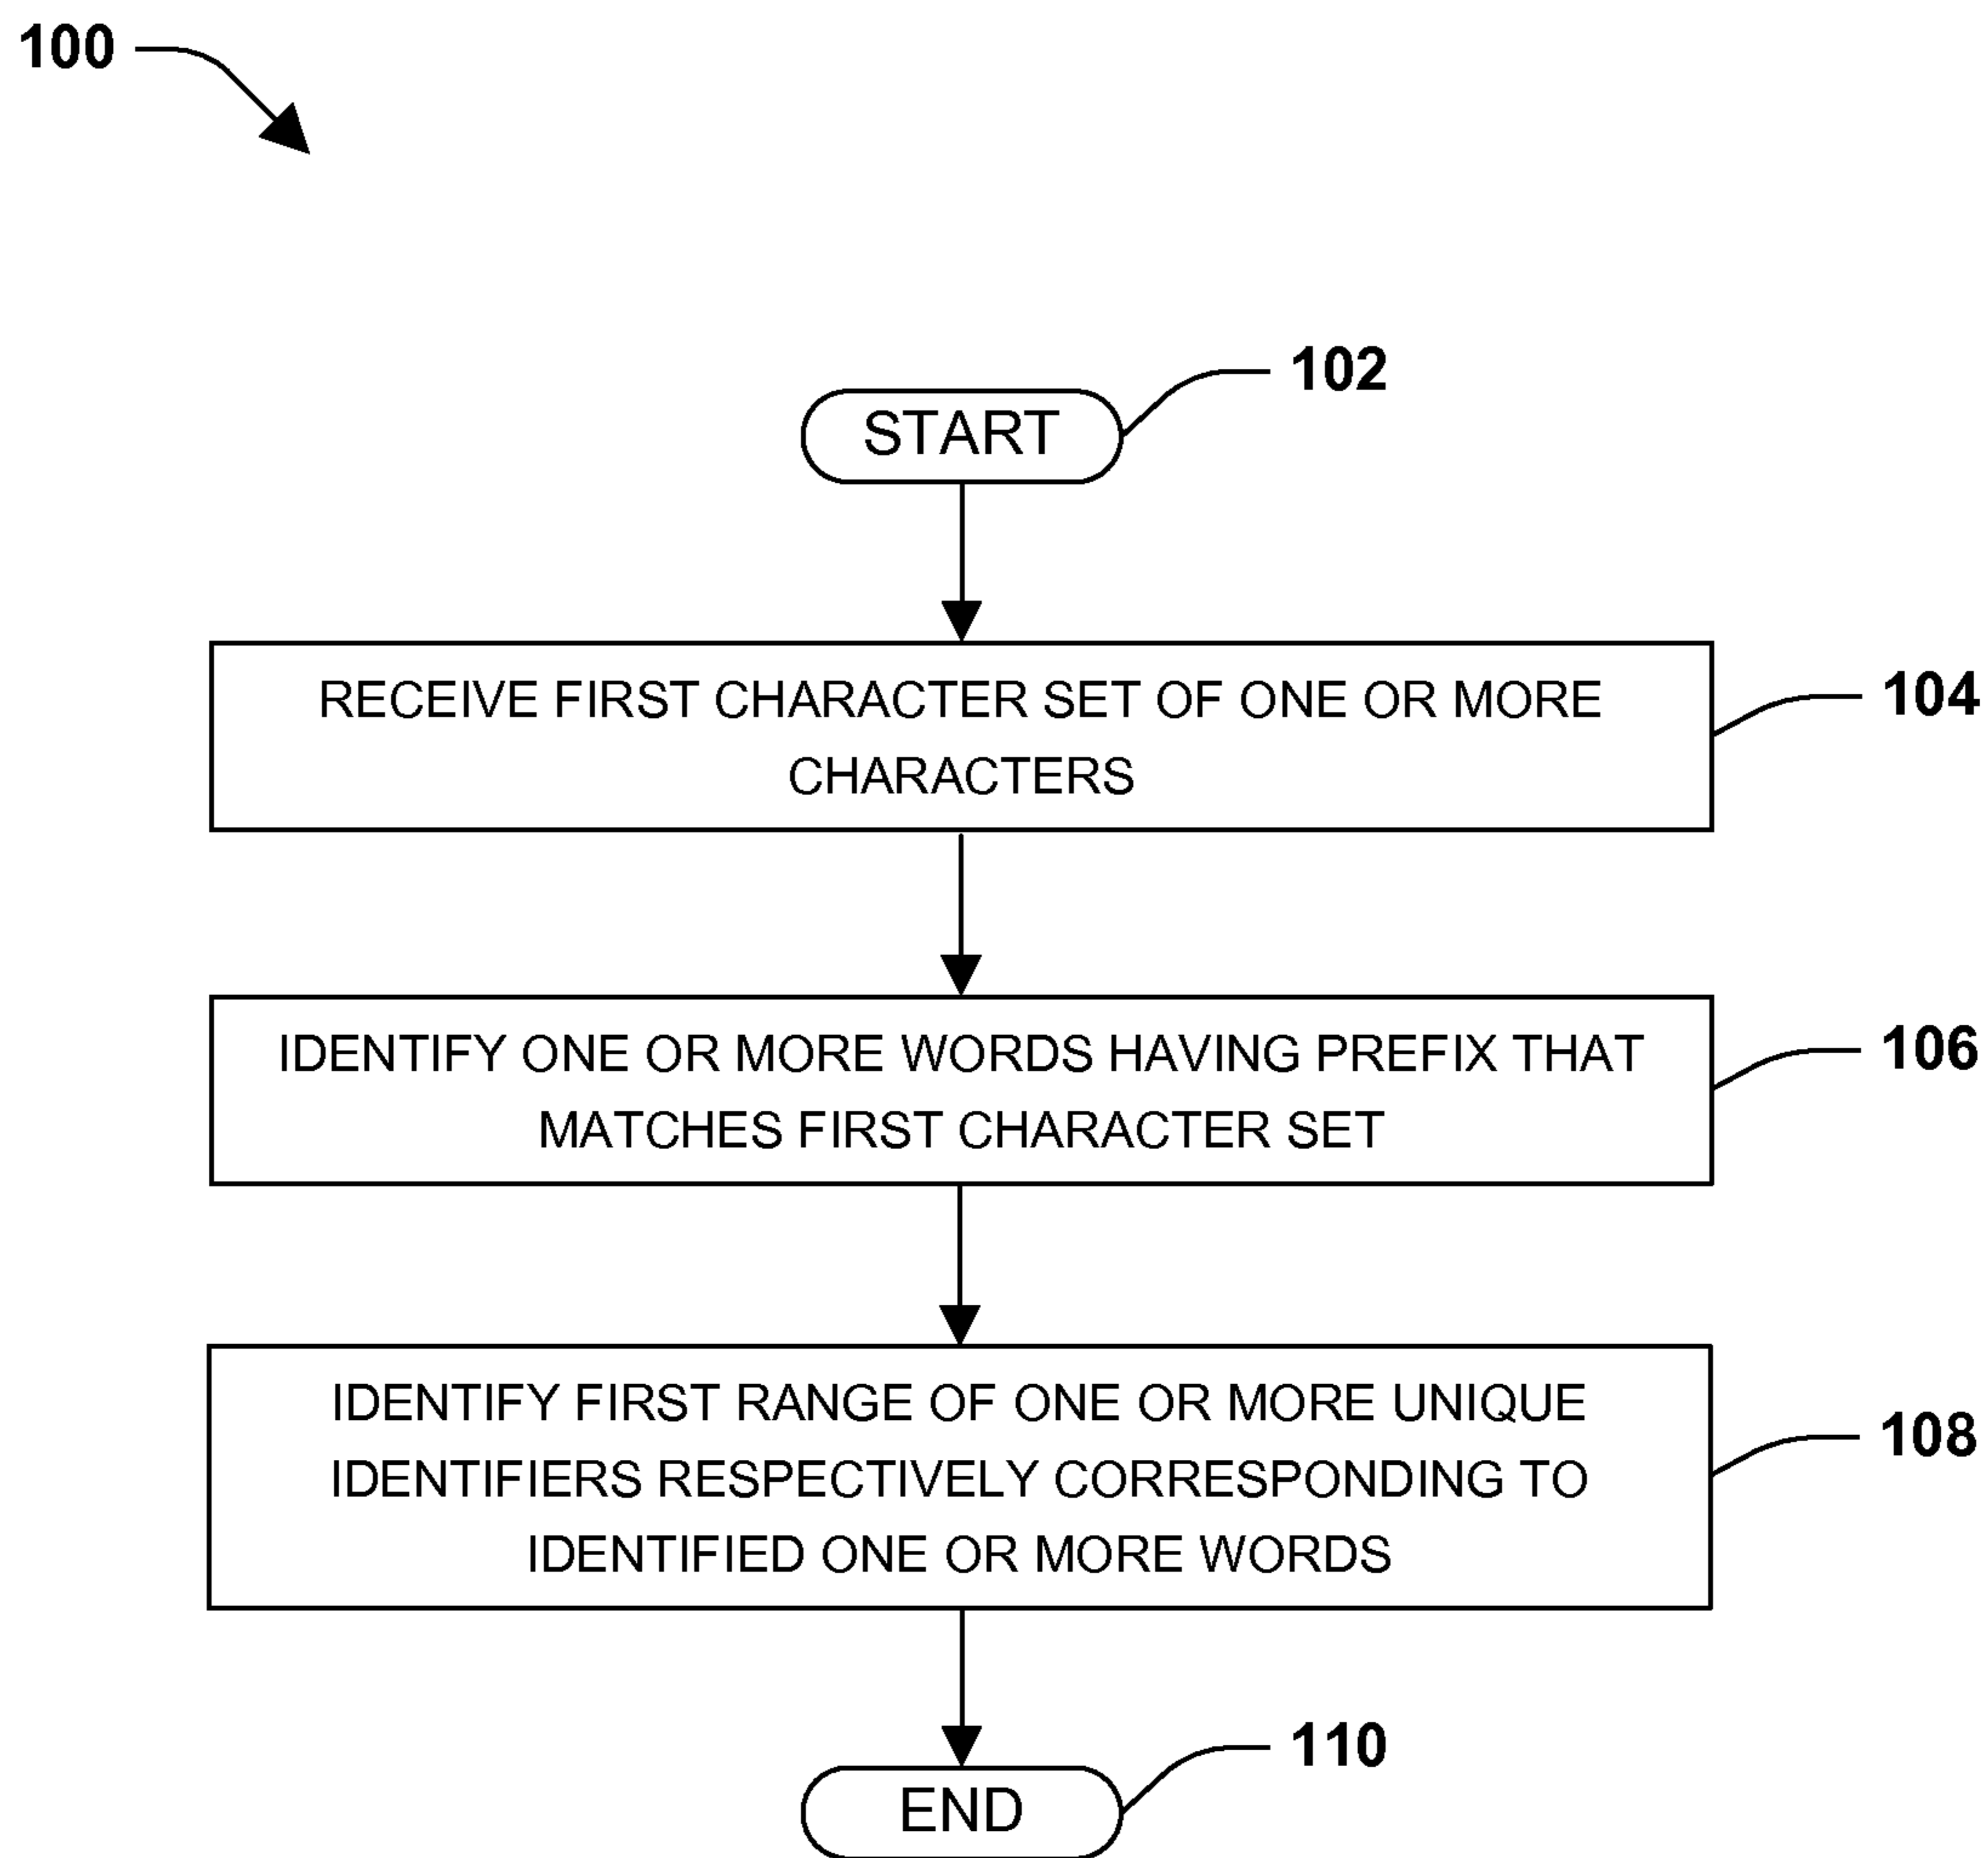 100
102
START
104
RECEIVE FIRST CHARACTER SET OF ONE OR MORE
CHARACTERS
106
IDENTIFY ONE OR MORE WORDS HAVING PREFIX THAT
MATCHES FIRST CHARACTER SET
108
IDENTIFY FIRST RANGE OF ONE OR MORE UNIQUE
IDENTIFIERS RESPECTIVELY CORRESPONDING TO
IDENTIFIED ONE OR MORE WORDS
110
END